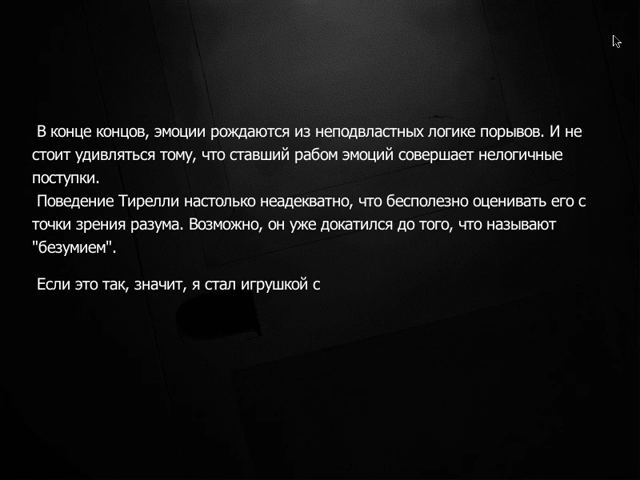 В конце концов, эмоции рождаются из неподвластных логике порывов. И не
стоит удивляться тому, что ставший рабом эмоций совершает нелогичные
поступки.
Поведение Тирелли настолько неадекватно, что бесполезно оценивать его с
точки зрения разума. Возможно, он уже докатился до того, что называют
"безумием".
Если это так, значит, я стал игрушкой с